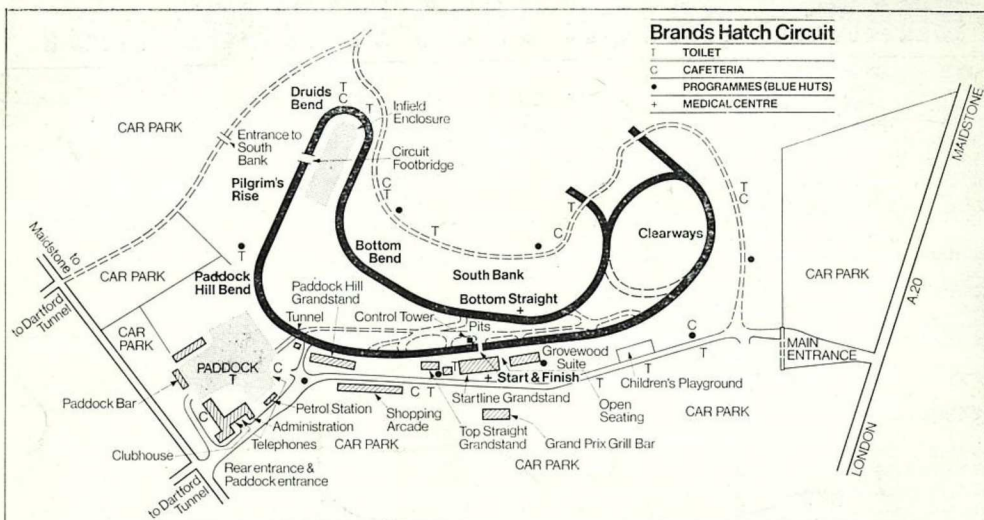 Brands Hatch Circuit
T TOILET
C CAFETERIA
● PROGRAMMES (BLUE HUTS)
+ MEDICAL CENTRE
Druids
Bend
T
C
T
Infield
Enclosure
CAR PARK
Entrance to
South
Bank
Circuit
Footbridge
Pilgrim's
Rise
C
T
T
T
C
T
C
Clearways
MAIDSTONE
A.20
LONDON
to
Maidstone
to Dartford
Tunnel
CAR PARK
T
Paddock
Hill Bend
Bottom
Bend
South Bank
Bottom Straight
+
CAR PARK
Paddock Hill
Grandstand
Tunnel
Control Tower
Pits
Grovewood
Suite
C
T
MAIN
ENTRANCE
CAR
PARK
PADDOCK
T
C
T
C
T
+ Start & Finish
T
T
Children's Playground
Paddock Bar
C
Petrol Station
Administration
Telephones
C T
Shopping
Arcade
Startline Grandstand
Top Straight
Grandstand
Open
Seating
Grand Prix Grill Bar
CAR PARK
CAR PARK
CAR PARK
Clubhouse
Rear entrance &
Paddock entrance
to Dartford
Tunnel